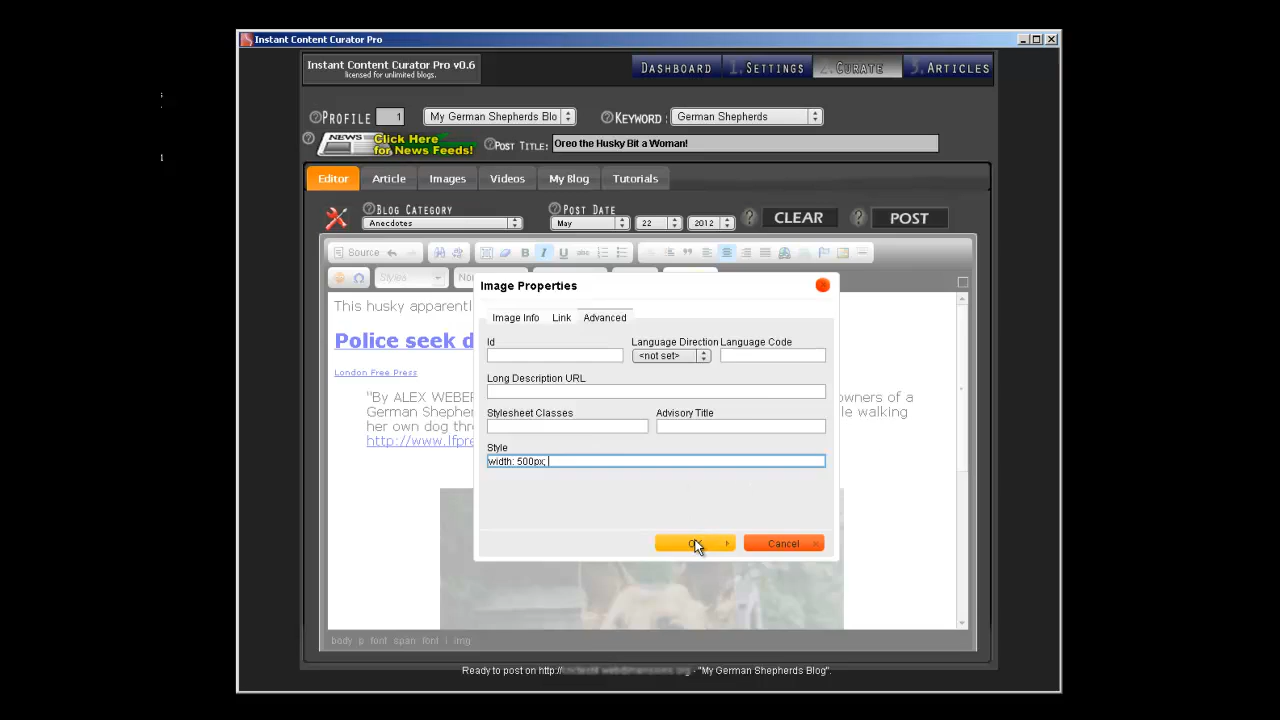 Instant Content Curator Pro
Instant Content Curator Pro v0.6
licensed for unlimited blogs.
DASHBOARD
1. SETTINGS
2. CURATE
3. ARTICLES
PROFILE 1
My German Shepherds Blo
KEYWORD:
German Shepherds
NEWS
Click Here
for News Feeds!
POST TITLE:
Oreo the Husky Bit a Woman!
Editor
Article
Images
Videos
My Blog
Tutorials
BLOG CATEGORY
Anecdotes
POST DATE
May
22
2012
CLEAR
POST
Source
B
I
U
abc
Styles
This husky apparentl
Police seek d
London Free Press
"By ALEX WEBER
owners of a
German Shepher
le walking
her own dog thr
http://www.lfpre
Image Properties
Image Info
Link
Advanced
Id
Language Direction
Language Code
<not set>
Long Description URL
Stylesheet Classes
Advisory Title
Style
width: 500px;
Cancel
body p font span font i img
Ready to post on http://
- "My German Shepherds Blog".